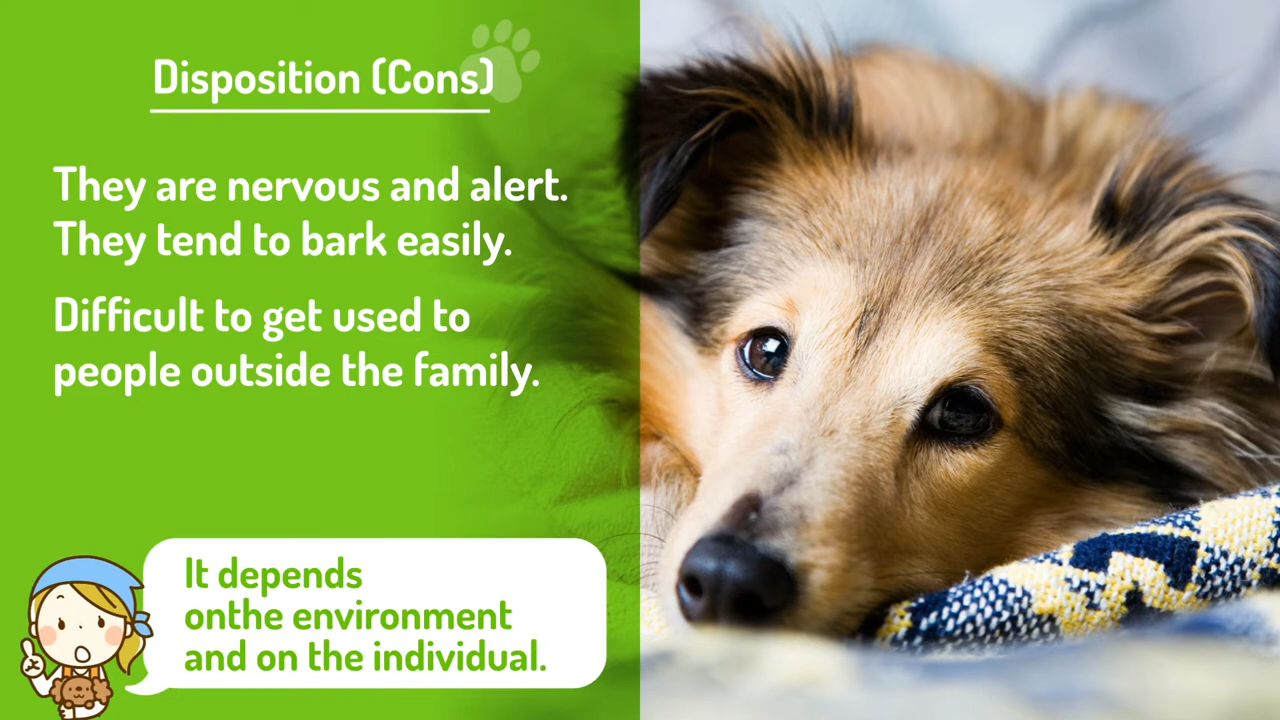 Disposition (Cons)
They are nervous and alert.
They tend to bark easily.
Difficult to get used to
people outside the family.
It depends
onthe environment
and on the individual.